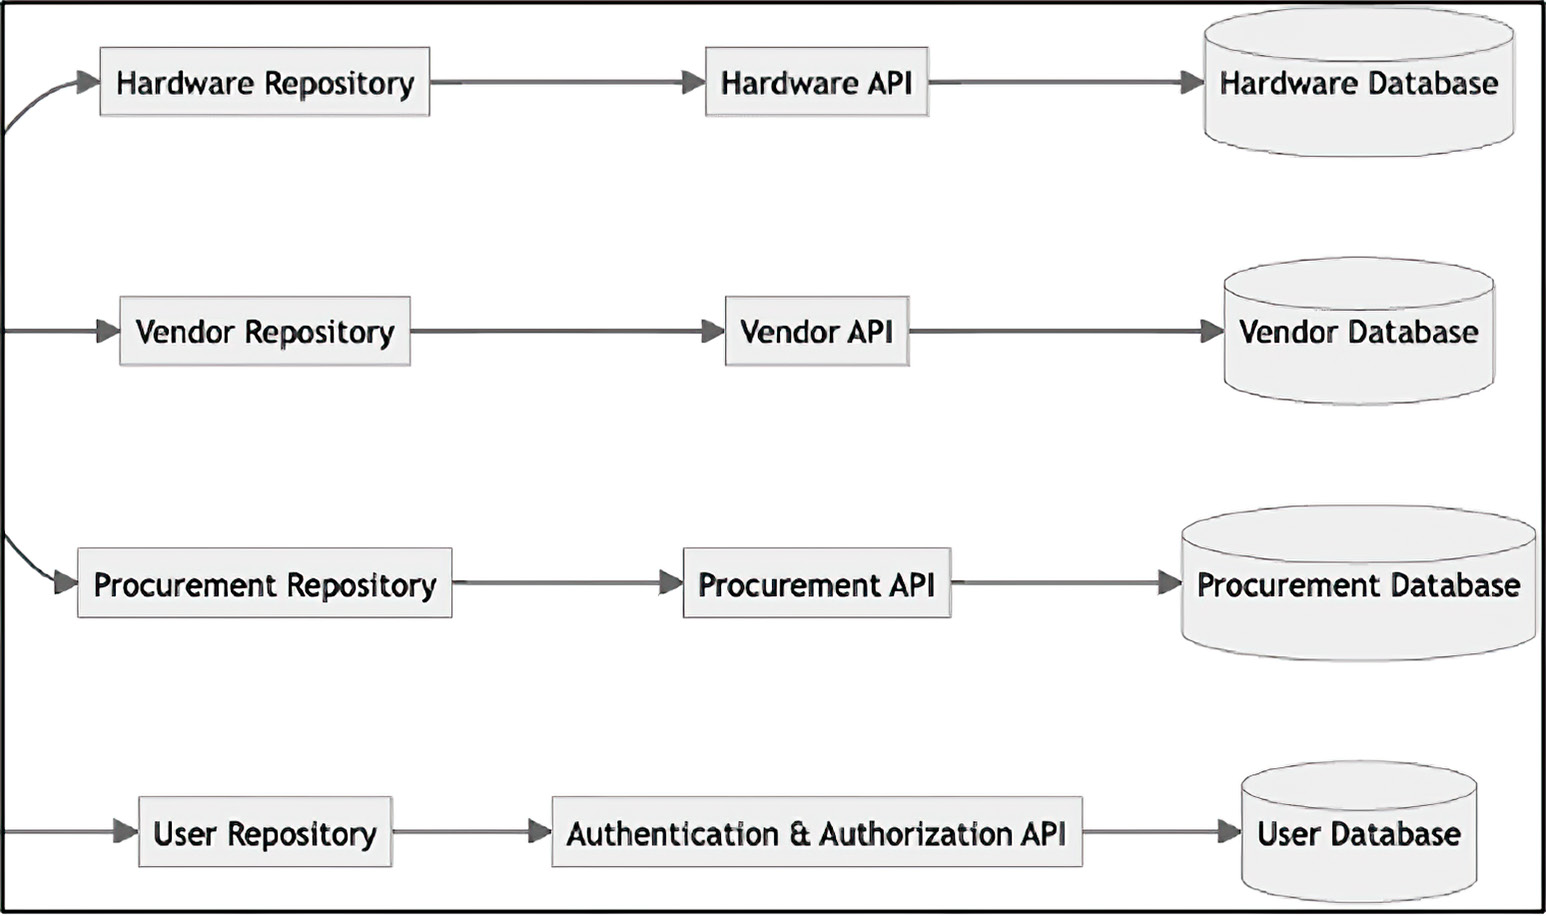 Hardware Repository
Hardware API
Hardware Database
Vendor Repository
Vendor API
Vendor Database
Procurement Repository
Procurement API
Procurement Database
User Repository
Authentication & Authorization API
User Database